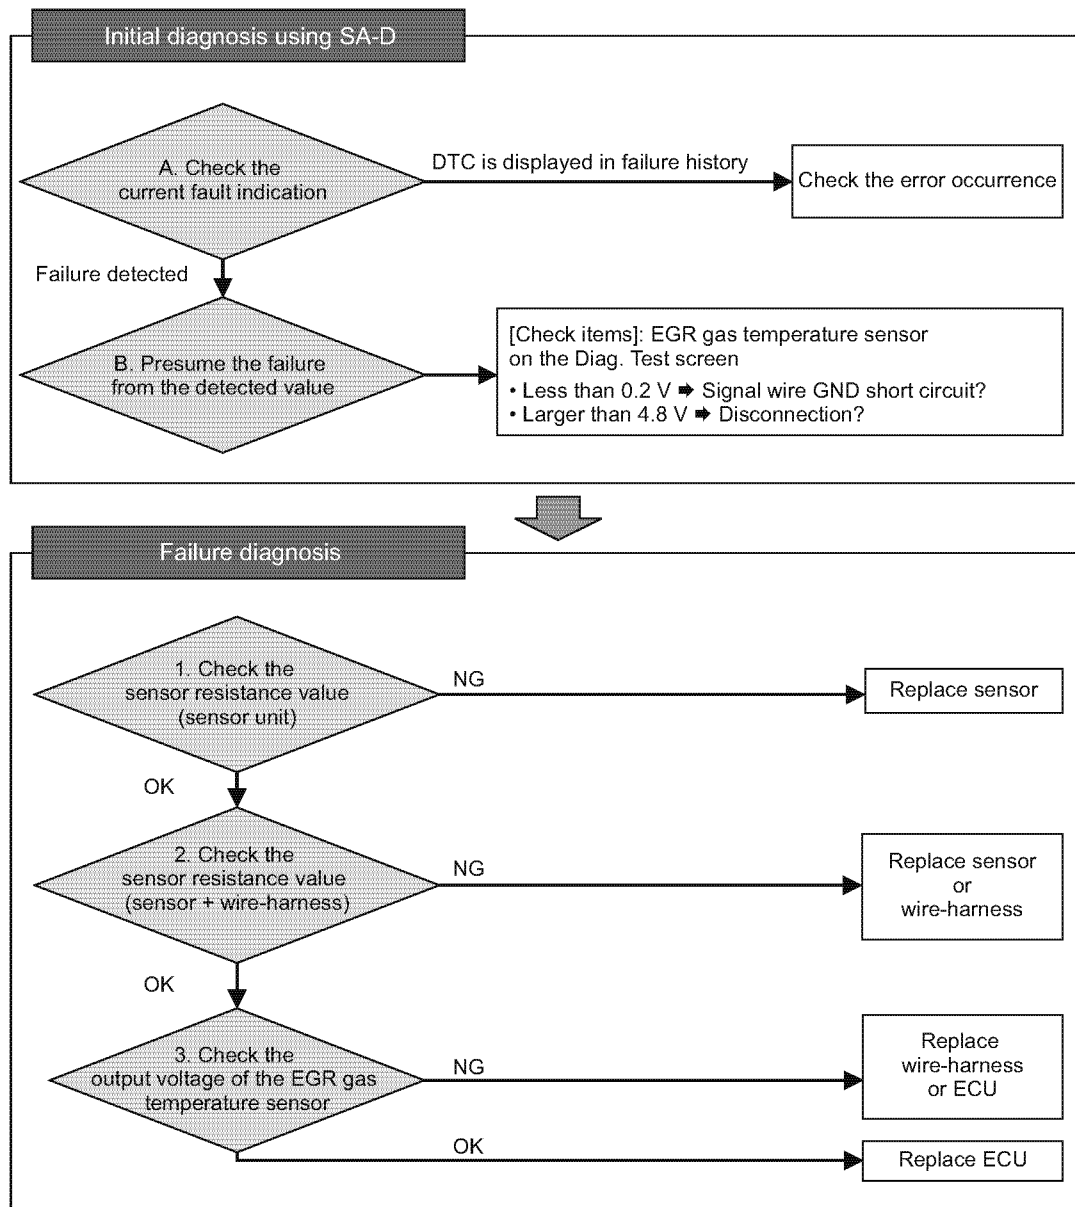 Initial diagnosis using SA-D
A. Check the
current fault indication
DTC is displayed in failure history
Check the error occurrence
Failure detected
B. Presume the failure
from the detected value
[Check items]: EGR gas temperature sensor
on the Diag. Test screen
• Less than 0.2 V ➡ Signal wire GND short circuit?
• Larger than 4.8 V ➡ Disconnection?
Failure diagnosis
1. Check the
sensor resistance value
(sensor unit)
NG
Replace sensor
OK
2. Check the
sensor resistance value
(sensor + wire-harness)
NG
Replace sensor
or
wire-harness
OK
3. Check the
output voltage of the EGR gas
temperature sensor
NG
Replace
wire-harness
or ECU
OK
Replace ECU